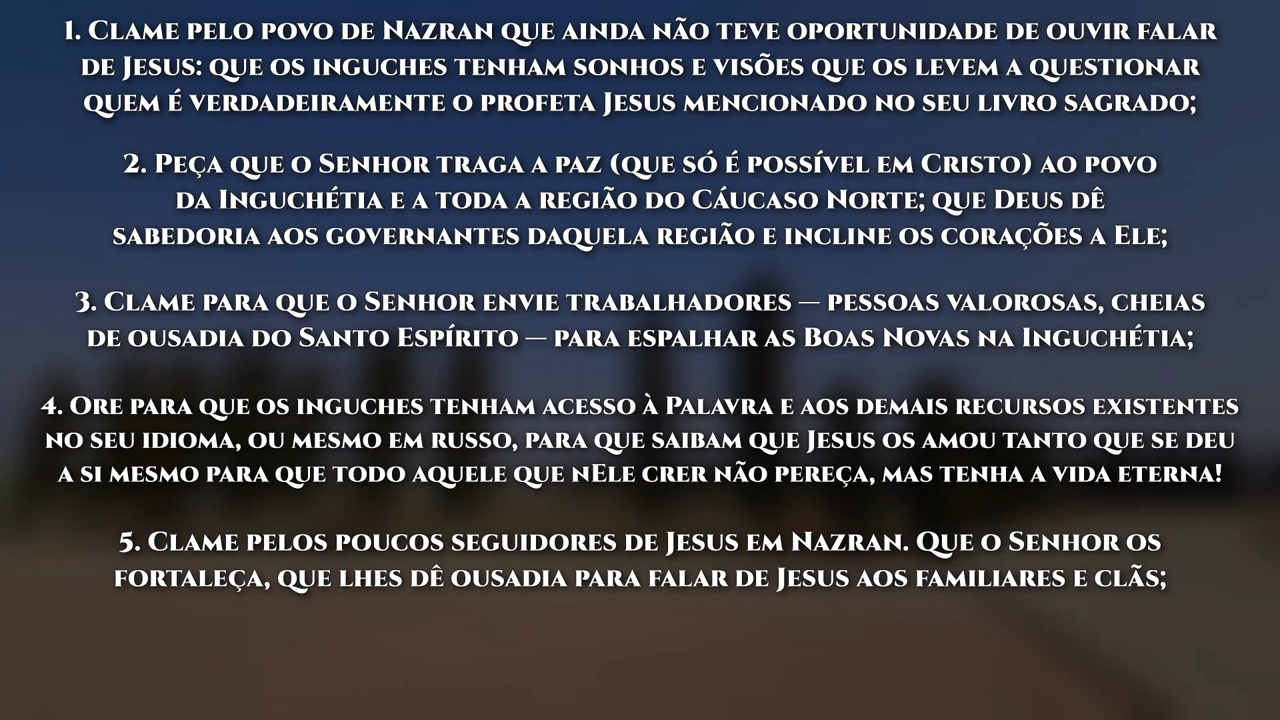 1. Clame pelo povo de Nazran que ainda não teve oportunidade de ouvir falar
de Jesus: que os inguches tenham sonhos e visões que os levem a questionar
quem é verdadeiramente o profeta Jesus mencionado no seu livro sagrado;
2. Peça que o Senhor traga a paz (que só é possível em Cristo) ao povo
da Inguchétia e a toda a região do Cáucaso Norte; que Deus dê
sabedoria aos governantes daquela região e incline os corações a Ele;
3. Clame para que o Senhor envie trabalhadores — pessoas valorosas, cheias
de ousadia do Santo Espírito — para espalhar as Boas Novas na Inguchétia;
4. Ore para que os inguches tenham acesso à Palavra e aos demais recursos existentes
no seu idioma, ou mesmo em russo, para que saibam que Jesus os amou tanto que se deu
a si mesmo para que todo aquele que nEle crer não pereça, mas tenha a vida eterna!
5. Clame pelos poucos seguidores de Jesus em Nazran. Que o Senhor os
fortaleça, que lhes dê ousadia para falar de Jesus aos familiares e clãs;